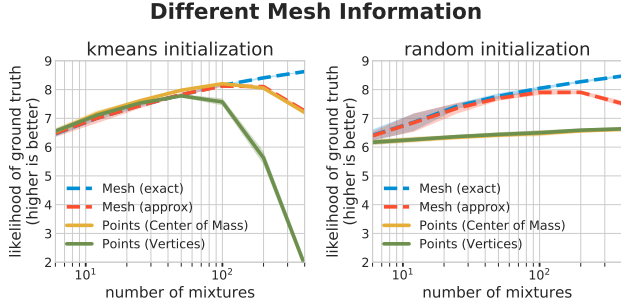 Different Mesh Information
kmeans initialization
likelihood of ground truth
(higher is better)
9
8
7
6
5
4
3
2
Mesh (exact)
Mesh (approx)
Points (Center of Mass)
Points (Vertices)
10¹
10²
number of mixtures
random initialization
likelihood of ground truth
(higher is better)
9
8
7
6
5
4
3
2
Mesh (exact)
Mesh (approx)
Points (Center of Mass)
Points (Vertices)
10¹
10²
number of mixtures